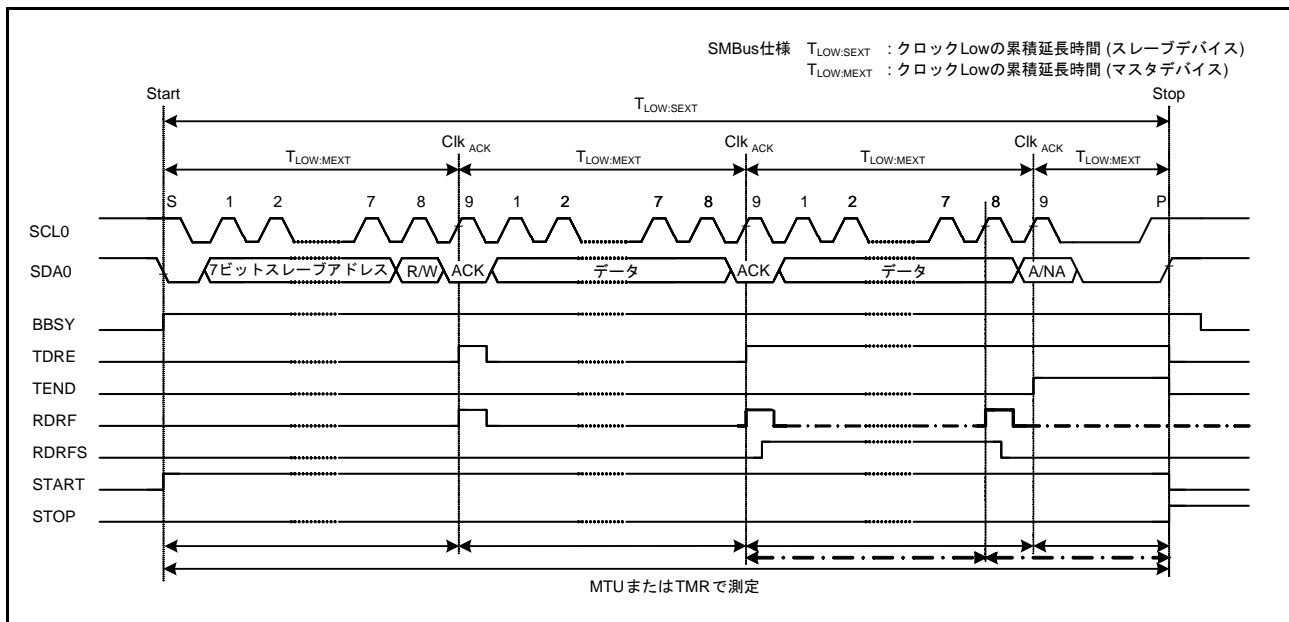 SMBus仕様 TLOW:SEXT : クロックLowの累積延長時間 (スレーブデバイス)
TLOW:MEXT : クロックLowの累積延長時間 (マスタデバイス)
Start Stop
TLOW:SEXT
Clk ACK Clk ACK Clk ACK
TLOW:MEXT TLOW:MEXT TLOW:MEXT TLOW:MEXT
S 1 2 7 8 9 1 2 7 8 9 1 2 7 8 9 P
SCL0
SDA0 7ビットスレーブアドレス R/W ACK データ ACK データ A/NA
BBSY
TDRE
TEND
RDRF
RDRFS
START
STOP
MTUまたはTMRで測定